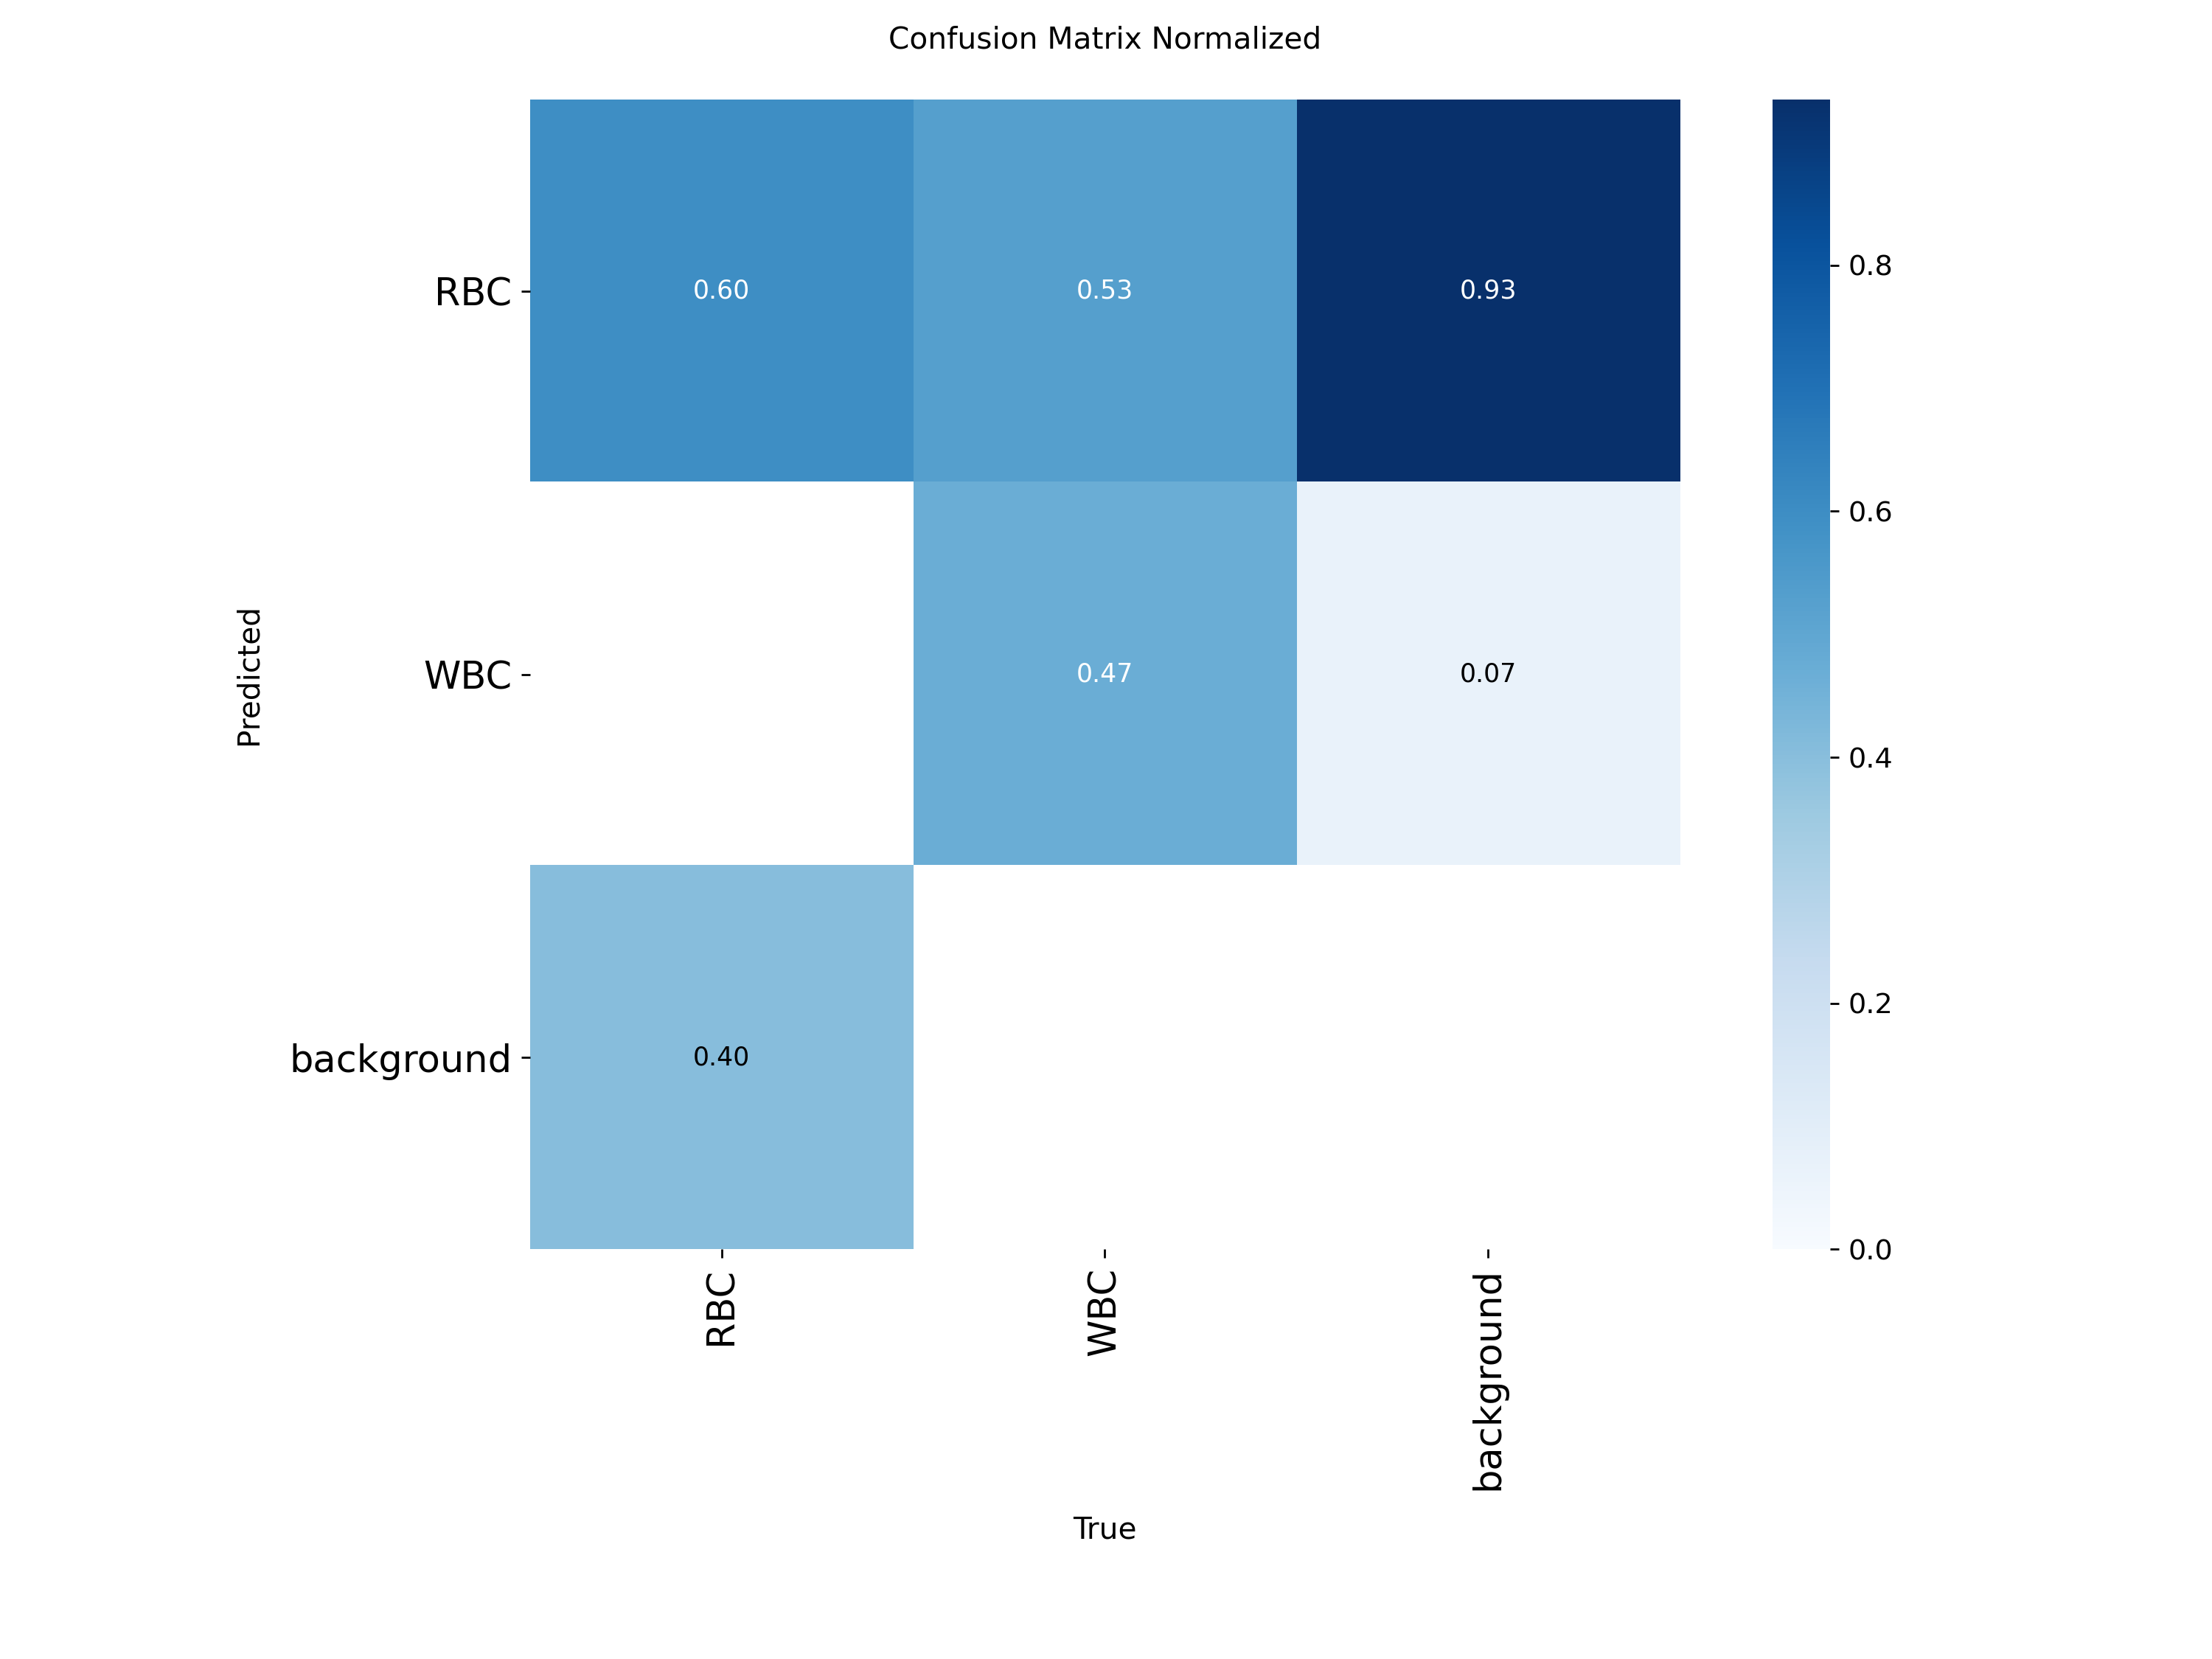 Confusion Matrix Normalized
RBC
0.60
0.53
0.93
WBC
0.47
0.07
background
0.40
Predicted
RBC
WBC
background
True
0.8
0.6
0.4
0.2
0.0